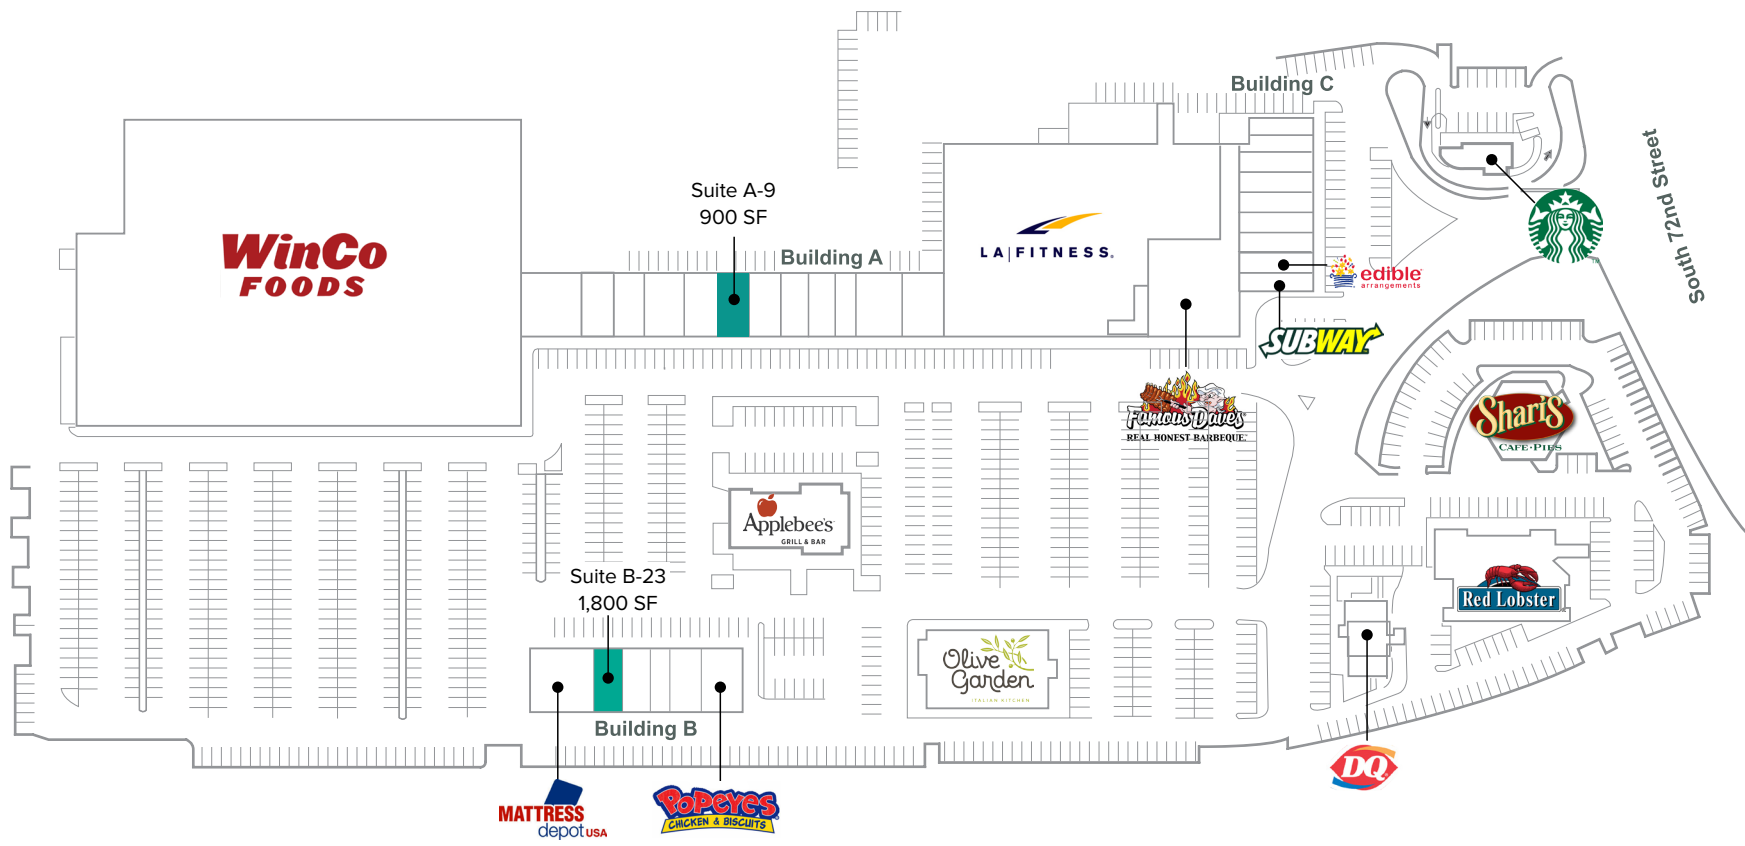 Building C
South 72nd Street
Suite A-9
900 SF
Building A
WinCo
FOODS
LA|FITNESS.
edible
arrangements
SUBWAY
Famous Dave's
REAL HONEST BARBEQUE.
Sharis
CAFE•PIES
Applebee's
GRILL & BAR
Suite B-23
1,800 SF
Red Lobster
Olive
Garden
ITALIAN KITCHEN
Building B
DQ
MATTRESS
depot USA
POPEYES
CHICKEN & BISCUITS